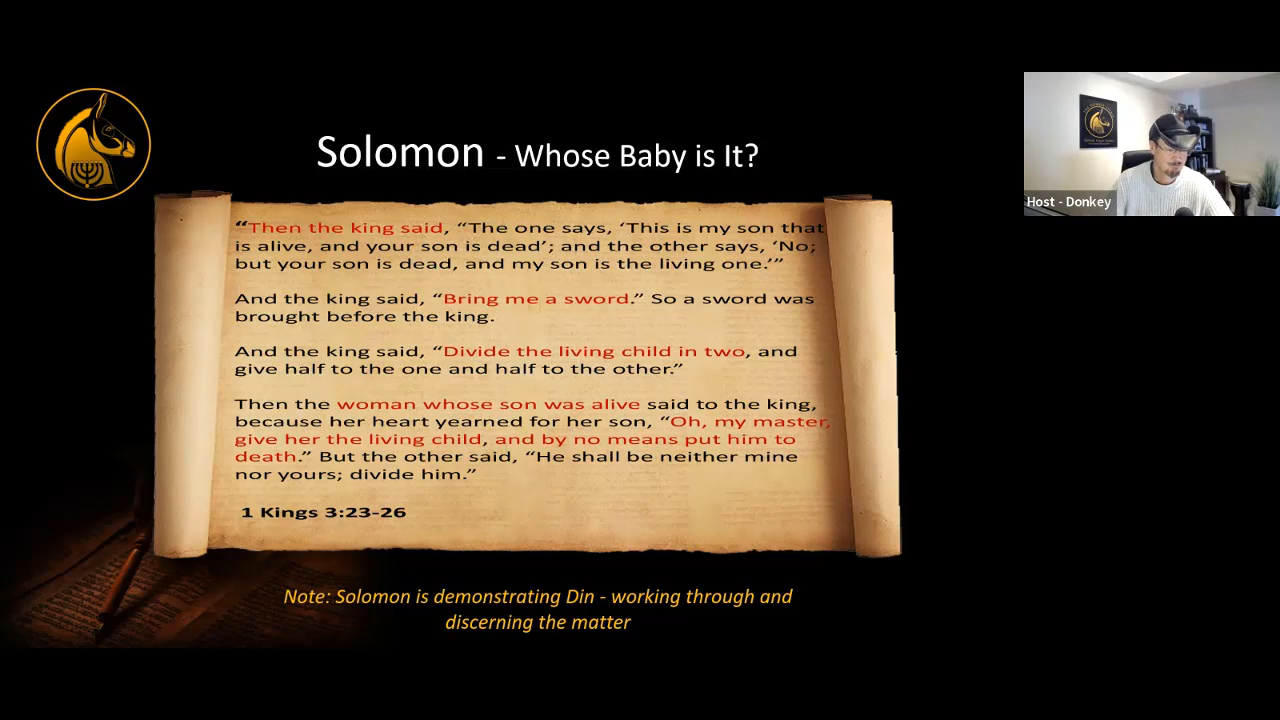 Solomon - Whose Baby is It?
“Then the king said, “The one says, ‘This is my son that
is alive, and your son is dead’; and the other says, ‘No;
but your son is dead, and my son is the living one.’”
And the king said, “Bring me a sword.” So a sword was
brought before the king.
And the king said, “Divide the living child in two, and
give half to the one and half to the other.”
Then the woman whose son was alive said to the king,
because her heart yearned for her son, “Oh, my master,
give her the living child, and by no means put him to
death.” But the other said, “He shall be neither mine
nor yours; divide him.”
1 Kings 3:23-26
Note: Solomon is demonstrating Din - working through and
discerning the matter
Host - Donkey